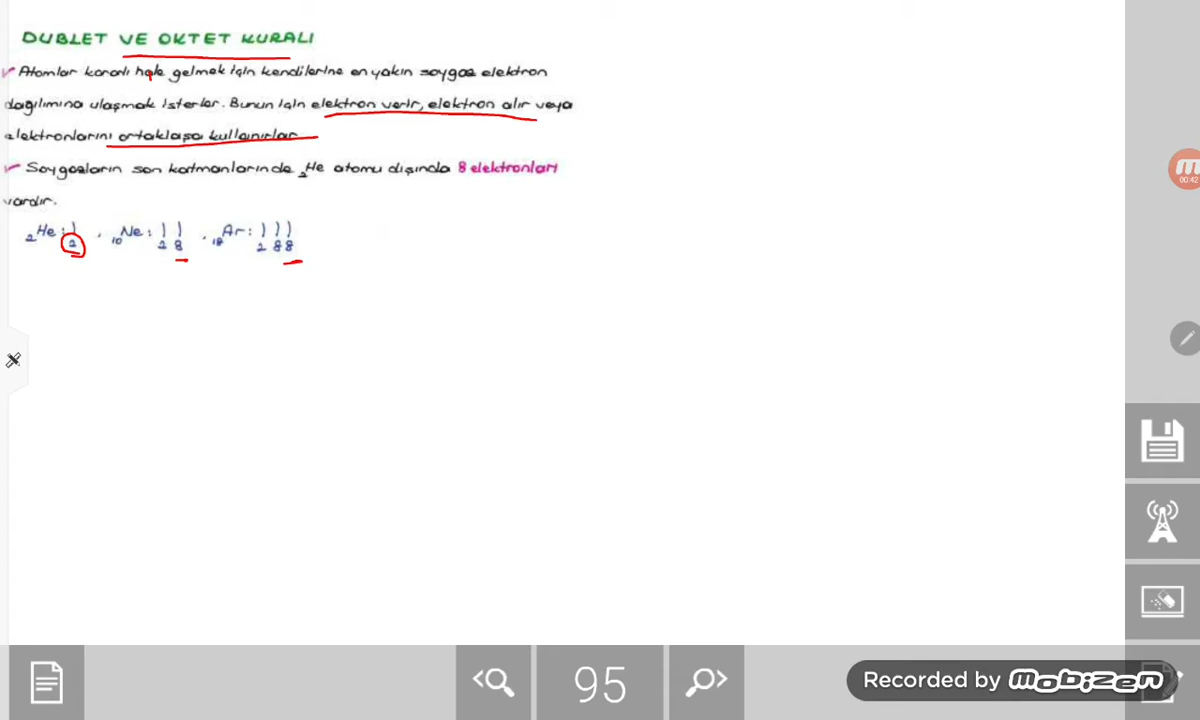 DUBLET VE OKTET KURALI
✓ Atomlar kararlı hale gelmek için kendilerine en yakın soygaz elektron
dağılımına ulaşmak isterler. Bunun için elektron verir, elektron alır veya
elektronlarını ortaklaşa kullanırlar
✓ Soygazların son katmanlarında ₂He atomu dışında 8 elektronları
vardır.
₂He : ) . ₁₀Ne : ) ) . ₁₈Ar : ) ) )
2 2 8 2 8 8
00:42
95
Recorded by mobizen